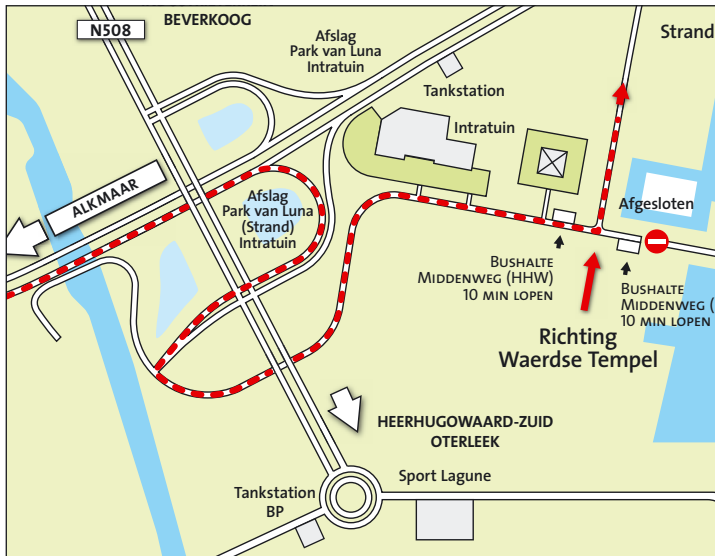 BEVERKOOG
N508
Afslag
Park van Luna
Intratuin
Strand
Tankstation
Intratuin
ALKMAAR
Afslag
Park van Luna
(Strand)
Intratuin
Afgesloten
BUSHALTE
MIDDENWEG (HHW)
10 MIN LOPEN
BUSHALTE
MIDDENWEG (
10 MIN LOPEN
Richting
Waerdse Tempel
HEERHUGOWAARD-ZUID
OTERLEEK
Sport Lagune
Tankstation
BP